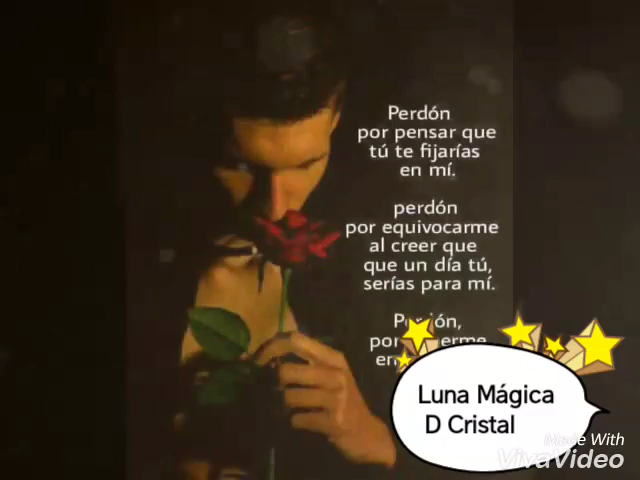 Perdón
por pensar que
tú te fijarías
en mí.
perdón
por equivocarme
al creer que
que un día tú,
serías para mí.
por
Luna Mágica
D Cristal
Made With
VivaVideo